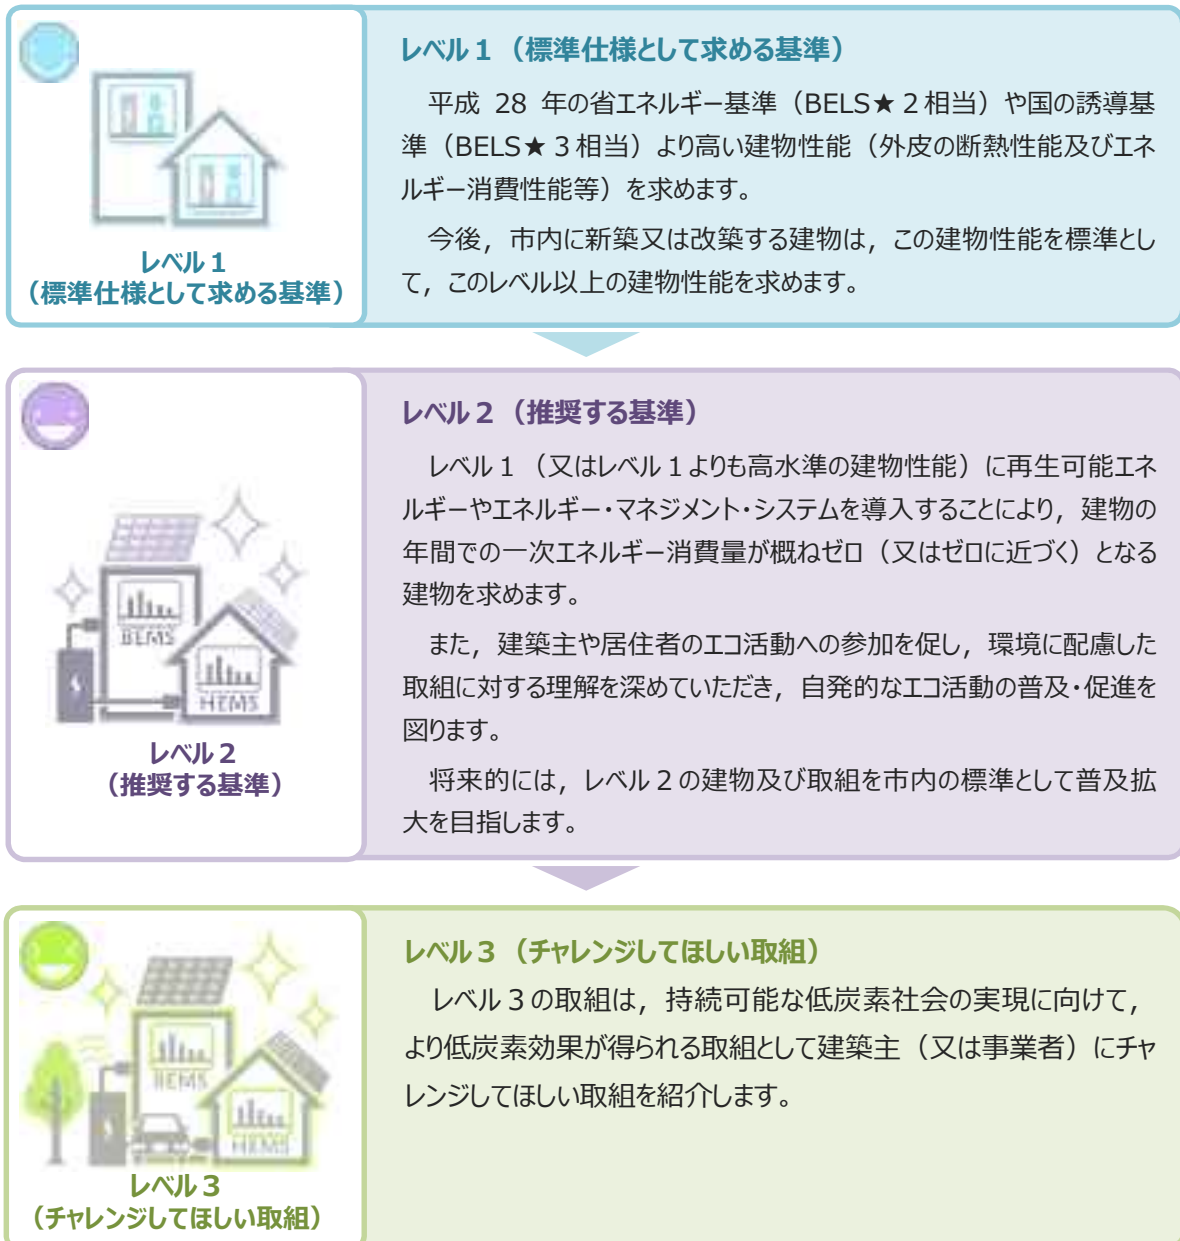 レベル１（標準仕様として求める基準）
平成 28 年の省エネルギー基準（BELS★２相当）や国の誘導基
準（BELS★３相当）より高い建物性能（外皮の断熱性能及びエネ
ルギー消費性能等）を求めます。
今後，市内に新築又は改築する建物は，この建物性能を標準とし
て，このレベル以上の建物性能を求めます。
レベル１
（標準仕様として求める基準）
レベル２（推奨する基準）
レベル１（又はレベル１よりも高水準の建物性能）に再生可能エネ
ルギーやエネルギー・マネジメント・システムを導入することにより，建物の
年間での一次エネルギー消費量が概ねゼロ（又はゼロに近づく）となる
建物を求めます。
また，建築主や居住者のエコ活動への参加を促し，環境に配慮した
取組に対する理解を深めていただき，自発的なエコ活動の普及・促進を
図ります。
将来的には，レベル２の建物及び取組を市内の標準として普及拡
大を目指します。
BEMS
HEMS
レベル２
（推奨する基準）
レベル３（チャレンジしてほしい取組）
レベル３の取組は，持続可能な低炭素社会の実現に向けて，
より低炭素効果が得られる取組として建築主（又は事業者）にチャ
レンジしてほしい取組を紹介します。
BEMS
HEMS
レベル３
（チャレンジしてほしい取組）